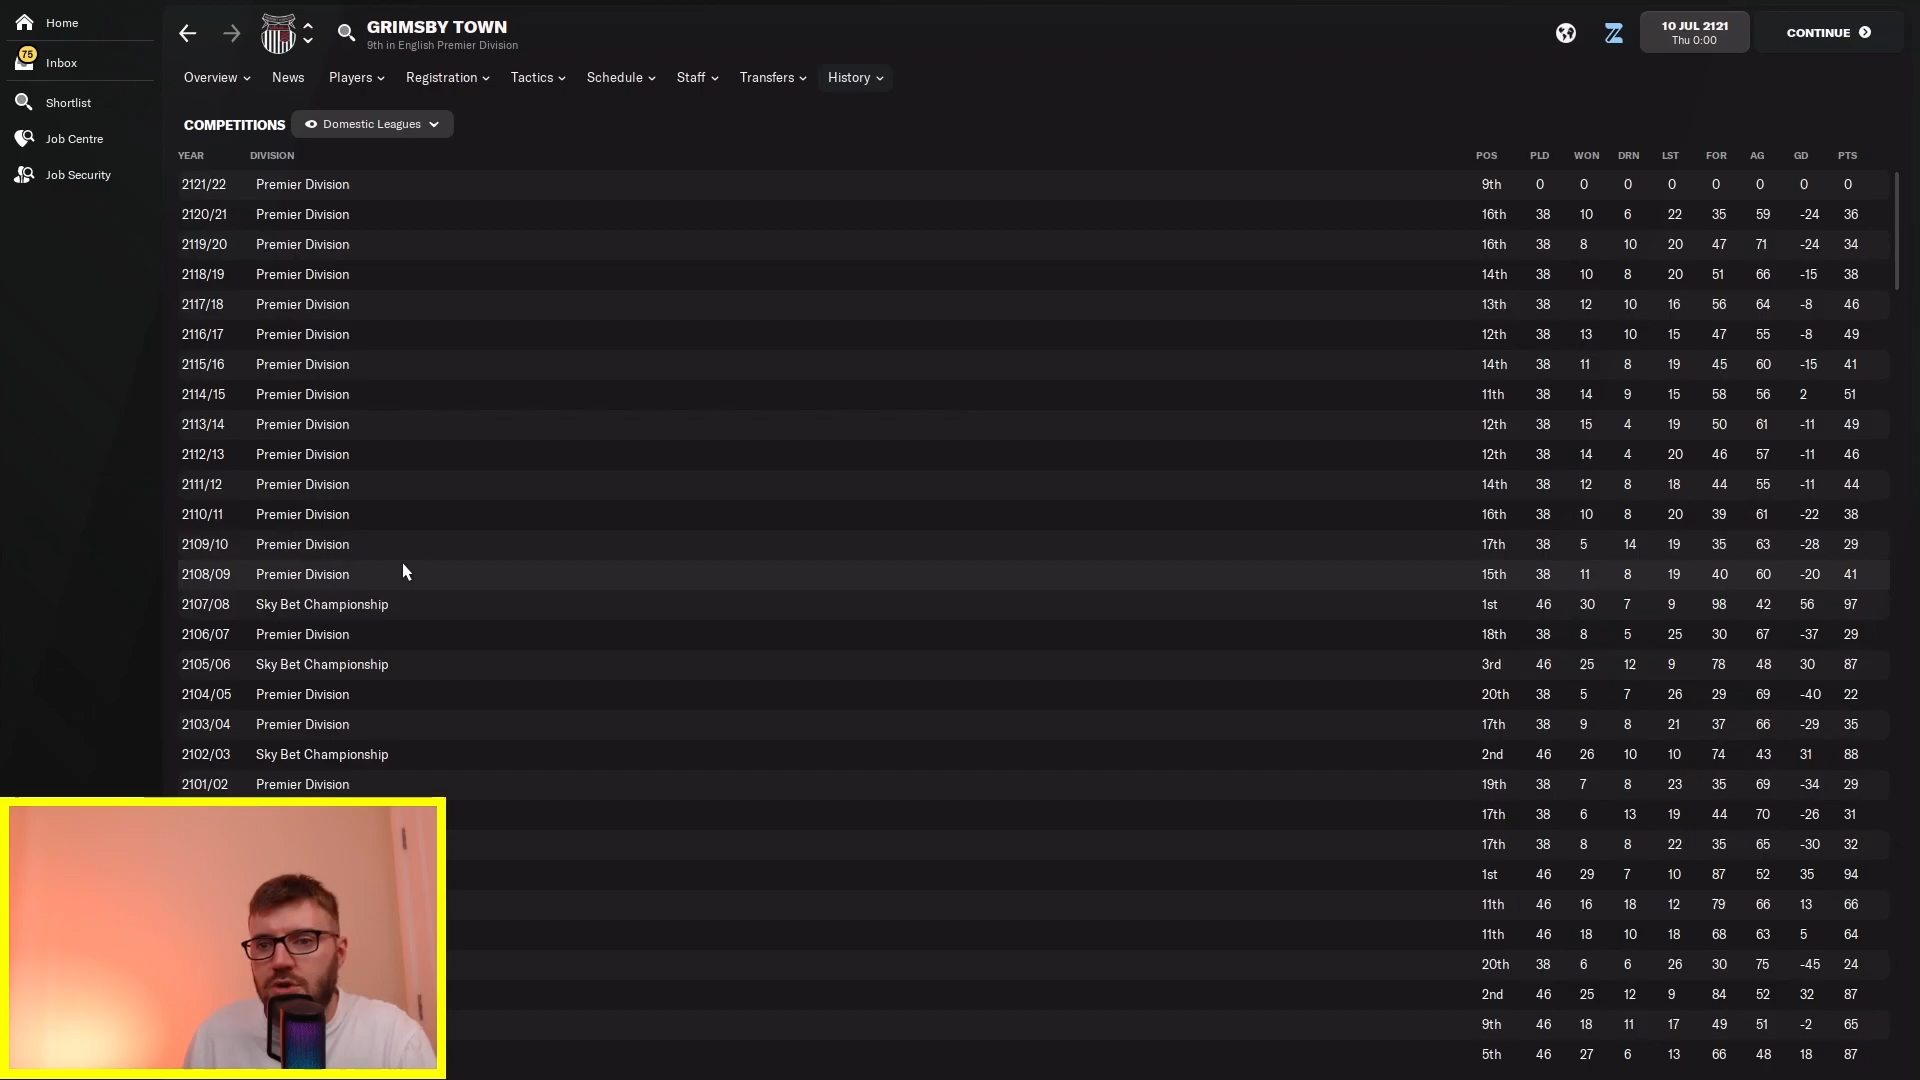 Home
75
Inbox
Shortlist
Job Centre
Job Security
GRIMSBY TOWN
9th in English Premier Division
10 JUL 2121
Thu 0:00
CONTINUE
Overview News Players Registration Tactics Schedule Staff Transfers History
COMPETITIONS Domestic Leagues
YEAR DIVISION POS PLD WON DRN LST FOR AG GD PTS
2121/22 Premier Division 9th 0 0 0 0 0 0 0 0
2120/21 Premier Division 16th 38 10 6 22 35 59 -24 36
2119/20 Premier Division 16th 38 8 10 20 47 71 -24 34
2118/19 Premier Division 14th 38 10 8 20 51 66 -15 38
2117/18 Premier Division 13th 38 12 10 16 56 64 -8 46
2116/17 Premier Division 12th 38 13 10 15 47 55 -8 49
2115/16 Premier Division 14th 38 11 8 19 45 60 -15 41
2114/15 Premier Division 11th 38 14 9 15 58 56 2 51
2113/14 Premier Division 12th 38 15 4 19 50 61 -11 49
2112/13 Premier Division 12th 38 14 4 20 46 57 -11 46
2111/12 Premier Division 14th 38 12 8 18 44 55 -11 44
2110/11 Premier Division 16th 38 10 8 20 39 61 -22 38
2109/10 Premier Division 17th 38 5 14 19 35 63 -28 29
2108/09 Premier Division 15th 38 11 8 19 40 60 -20 41
2107/08 Sky Bet Championship 1st 46 30 7 9 98 42 56 97
2106/07 Premier Division 18th 38 8 5 25 30 67 -37 29
2105/06 Sky Bet Championship 3rd 46 25 12 9 78 48 30 87
2104/05 Premier Division 20th 38 5 7 26 29 69 -40 22
2103/04 Premier Division 17th 38 9 8 21 37 66 -29 35
2102/03 Sky Bet Championship 2nd 46 26 10 10 74 43 31 88
2101/02 Premier Division 19th 38 7 8 23 35 69 -34 29
17th 38 6 13 19 44 70 -26 31
17th 38 8 8 22 35 65 -30 32
1st 46 29 7 10 87 52 35 94
11th 46 16 18 12 79 66 13 66
11th 46 18 10 18 68 63 5 64
20th 38 6 6 26 30 75 -45 24
2nd 46 25 12 9 84 52 32 87
9th 46 18 11 17 49 51 -2 65
5th 46 27 6 13 66 48 18 87